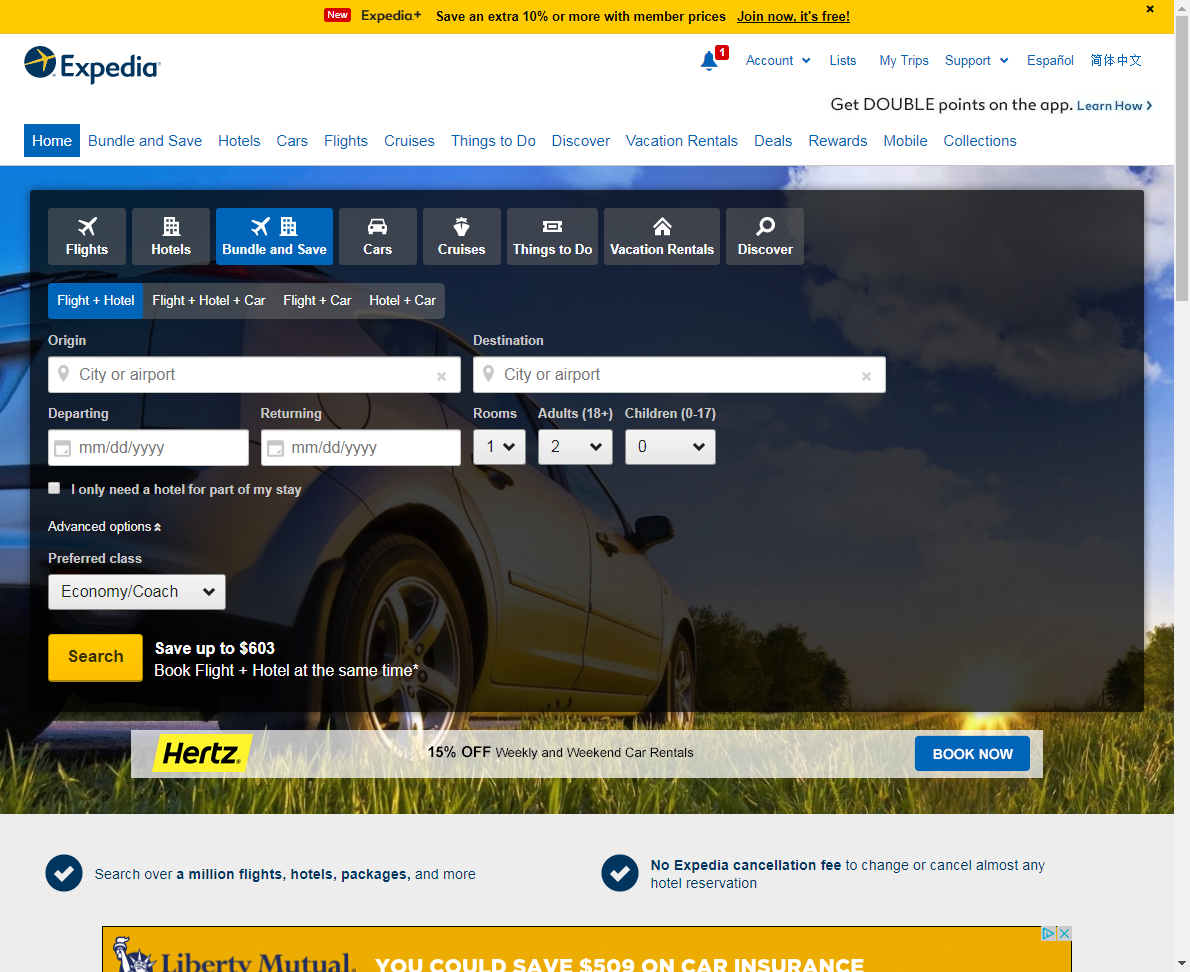 New Expedia+ Save an extra 10% or more with member prices Join now, it's free!
Expedia
1 Account Lists My Trips Support Español 简体中文
Get DOUBLE points on the app. Learn How
Home Bundle and Save Hotels Cars Flights Cruises Things to Do Discover Vacation Rentals Deals Rewards Mobile Collections
Flights Hotels Bundle and Save Cars Cruises Things to Do Vacation Rentals Discover
Flight + Hotel Flight + Hotel + Car Flight + Car Hotel + Car
Origin Destination
City or airport City or airport
Departing Returning Rooms Adults (18+) Children (0-17)
mm/dd/yyyy mm/dd/yyyy 1 2 0
I only need a hotel for part of my stay
Advanced options
Preferred class
Economy/Coach
Search Save up to $603
Book Flight + Hotel at the same time*
Hertz. 15% OFF Weekly and Weekend Car Rentals BOOK NOW
Search over a million flights, hotels, packages, and more
No Expedia cancellation fee to change or cancel almost any
hotel reservation
Liberty Mutual. YOU COULD SAVE $509 ON CAR INSURANCE